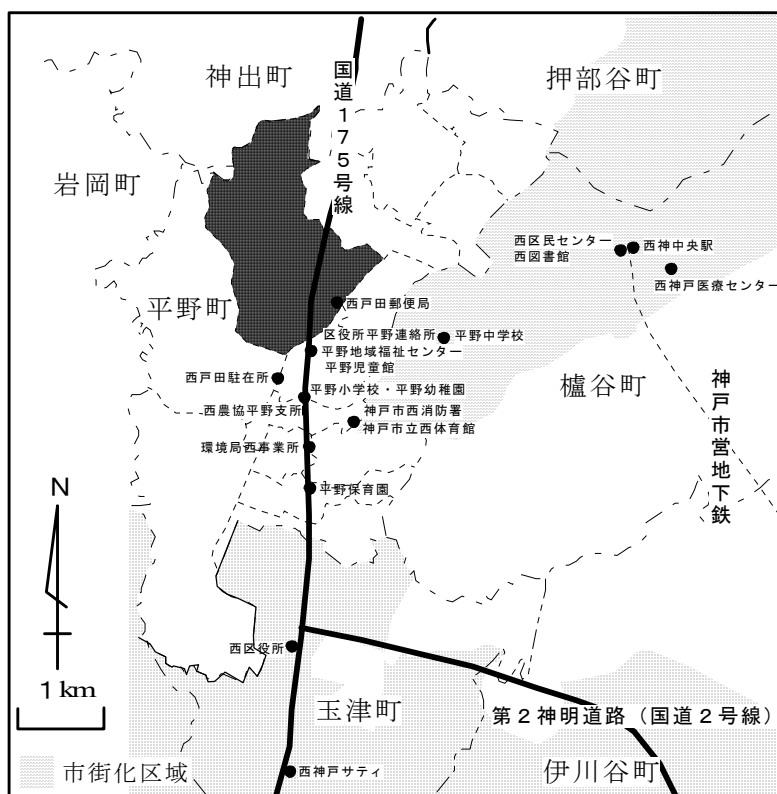 神出町
押部谷町
国道175号線
岩岡町
西区民センター
西図書館
西神中央駅
西神戸医療センター
平野町
西戸田郵便局
区役所平野連絡所
平野中学校
平野地域福祉センター
平野児童館
西戸田駐在所
平野小学校・平野幼稚園
櫨谷町
神戸市営地下鉄
西農協平野支所
神戸市西消防署
神戸市立西体育館
環境局西事業所
平野保育園
N
西区役所
1km
玉津町
第2神明道路(国道2号線)
市街化区域
西神戸サティ
伊川谷町